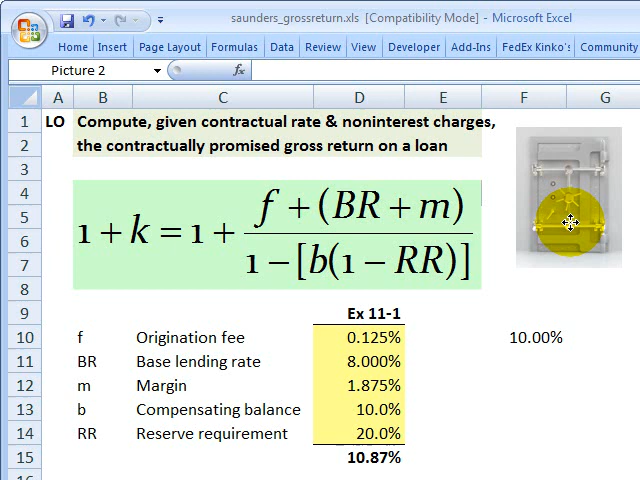 saunders_grossreturn.xls [Compatibility Mode] - Microsoft Excel
Home Insert Page Layout Formulas Data Review View Developer Add-Ins FedEx Kinko's Community
Picture 2 fx
A B C D E F G
1 LO Compute, given contractual rate & noninterest charges,
2 the contractually promised gross return on a loan
3
4
5
6
7
8
1 + k = 1 + f + (BR + m) / 1 − [b(1 − RR)]
9 Ex 11-1
10 f Origination fee 0.125% 10.00%
11 BR Base lending rate 8.000%
12 m Margin 1.875%
13 b Compensating balance 10.0%
14 RR Reserve requirement 20.0%
15 10.87%
16